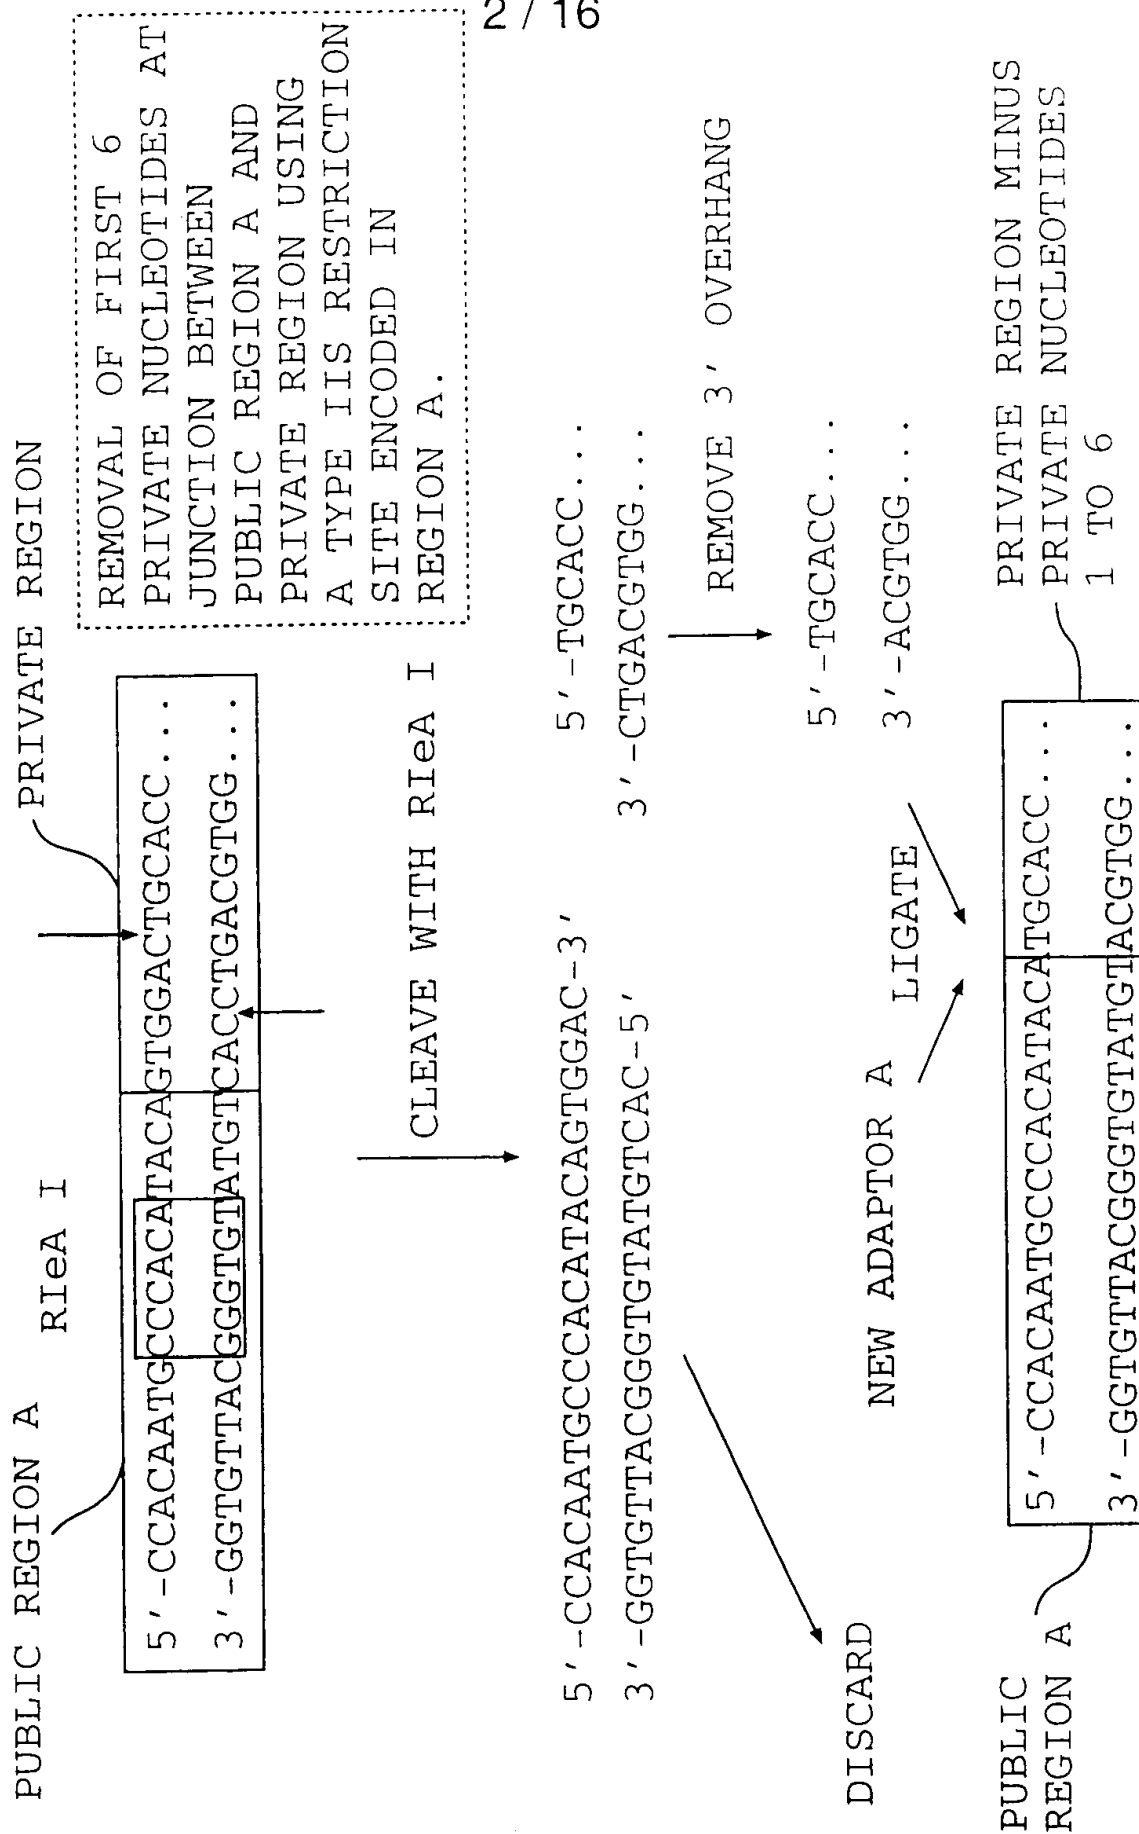 2 / 16
PUBLIC REGION A
RIeA I
PRIVATE REGION
5'-CCACAATGCCCACATACAGTGGACTGCACC...
3'-GGTGTTACGGGTGTATGTCACCTGACGTGG...
REMOVAL OF FIRST 6
PRIVATE NUCLEOTIDES AT
JUNCTION BETWEEN
PUBLIC REGION A AND
PRIVATE REGION USING
A TYPE IIS RESTRICTION
SITE ENCODED IN
REGION A.
CLEAVE WITH RIeA I
5'-CCACAATGCCCACATACAGTGGAC-3'
3'-GGTGTTACGGGTGTATGTCAC-5'
5'-TGCACC...
3'-CTGACGTGG...
DISCARD
REMOVE 3' OVERHANG
5'-TGCACC...
3'-ACGTGG...
NEW ADAPTOR A
LIGATE
PUBLIC
REGION A
5'-CCACAATGCCCACATACATGCACC...
3'-GGTGTTACGGGTGTATGTACGTGG...
PRIVATE REGION MINUS
PRIVATE NUCLEOTIDES
1 TO 6